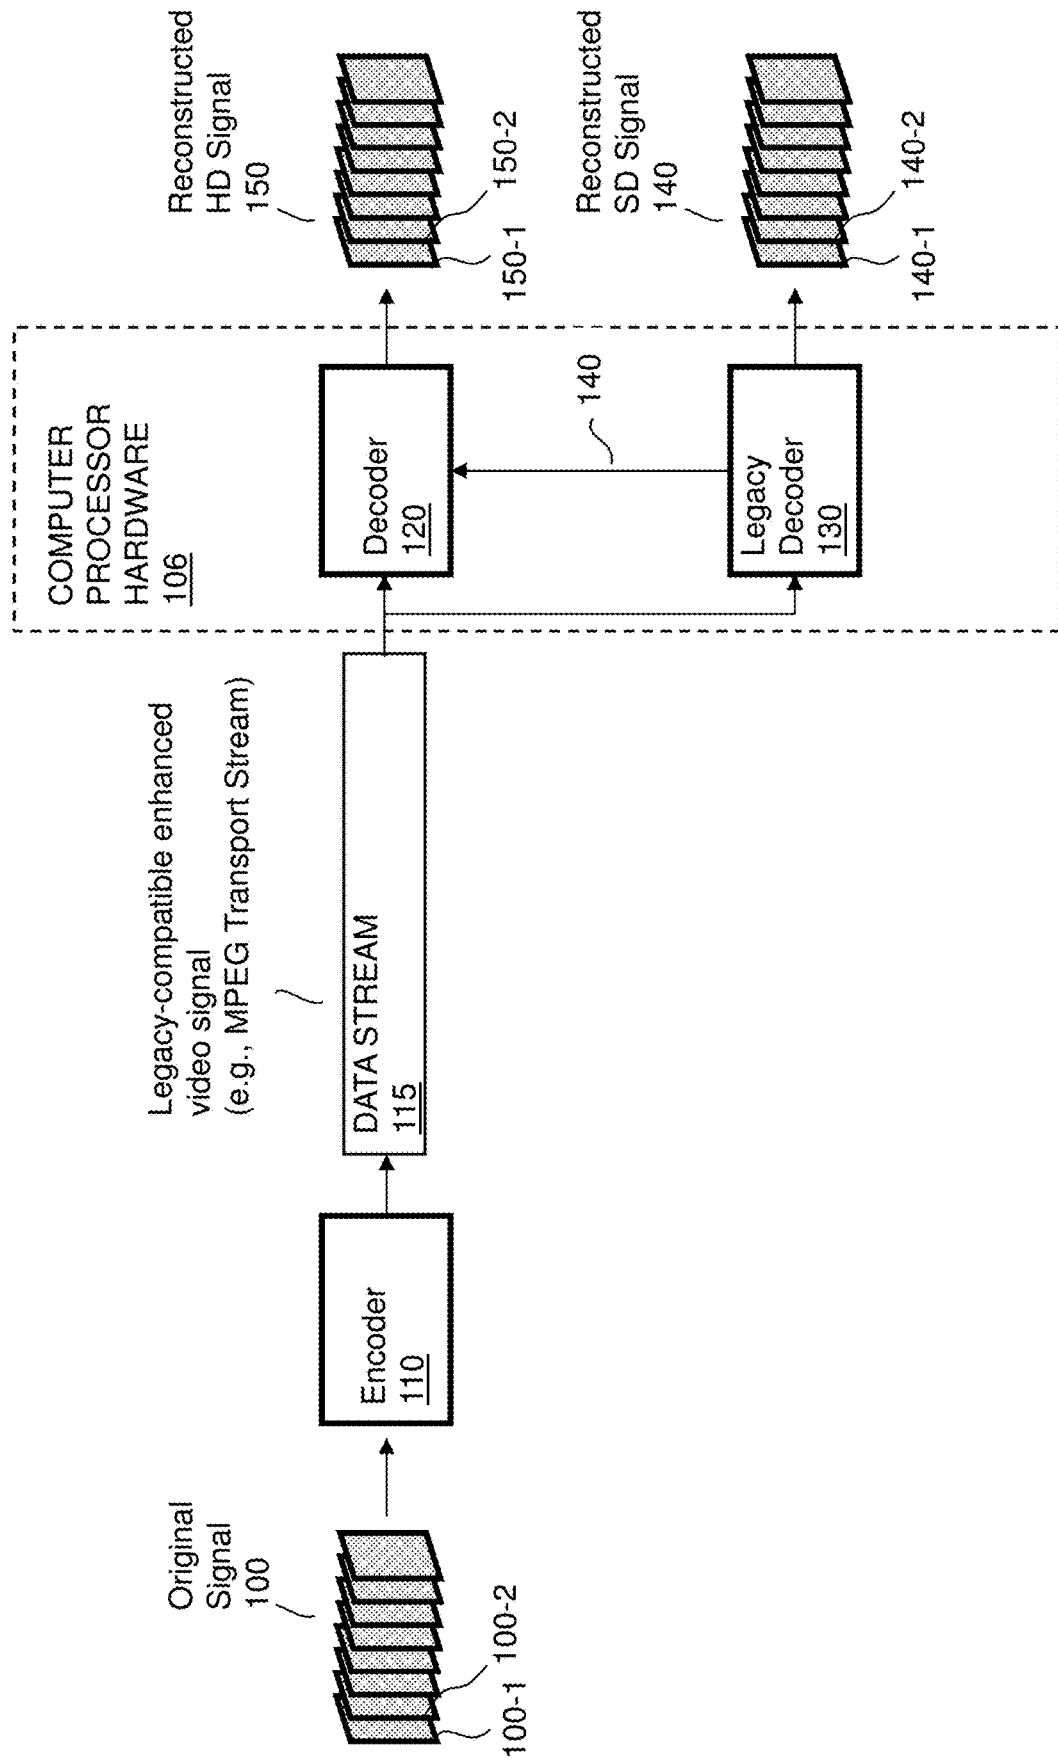 Original
Signal
100
100-1
100-2
Encoder
110
Legacy-compatible enhanced
video signal
(e.g., MPEG Transport Stream)
DATA STREAM
115
COMPUTER
PROCESSOR
HARDWARE
106
Decoder
120
140
Legacy
Decoder
130
Reconstructed
HD Signal
150
150-1
150-2
Reconstructed
SD Signal
140
140-1
140-2